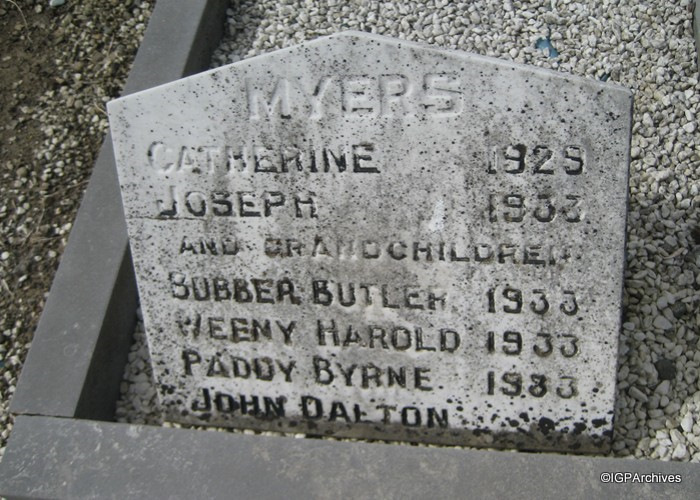 MYERS
CATHERINE 1929
JOSEPH 1933
AND GRANDCHILDREN
BUBBER BUTLER 1933
WEENY HAROLD 1933
PADDY BYRNE 1933
JOHN DALTON
©IGPArchives